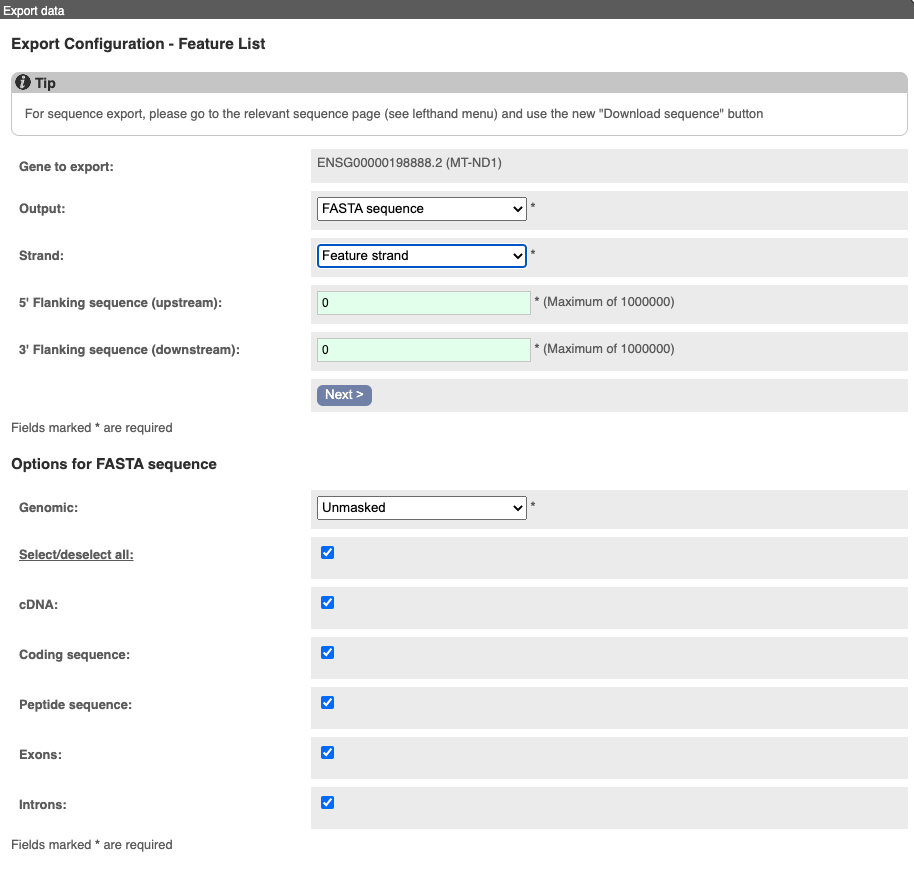 Export data
Export Configuration - Feature List
Tip
For sequence export, please go to the relevant sequence page (see lefthand menu) and use the new "Download sequence" button
Gene to export: ENSG00000198888.2 (MT-ND1)
Output: FASTA sequence *
Strand: Feature strand *
5' Flanking sequence (upstream): 0 * (Maximum of 1000000)
3' Flanking sequence (downstream): 0 * (Maximum of 1000000)
Next >
Fields marked * are required
Options for FASTA sequence
Genomic: Unmasked *
Select/deselect all:
cDNA:
Coding sequence:
Peptide sequence:
Exons:
Introns:
Fields marked * are required